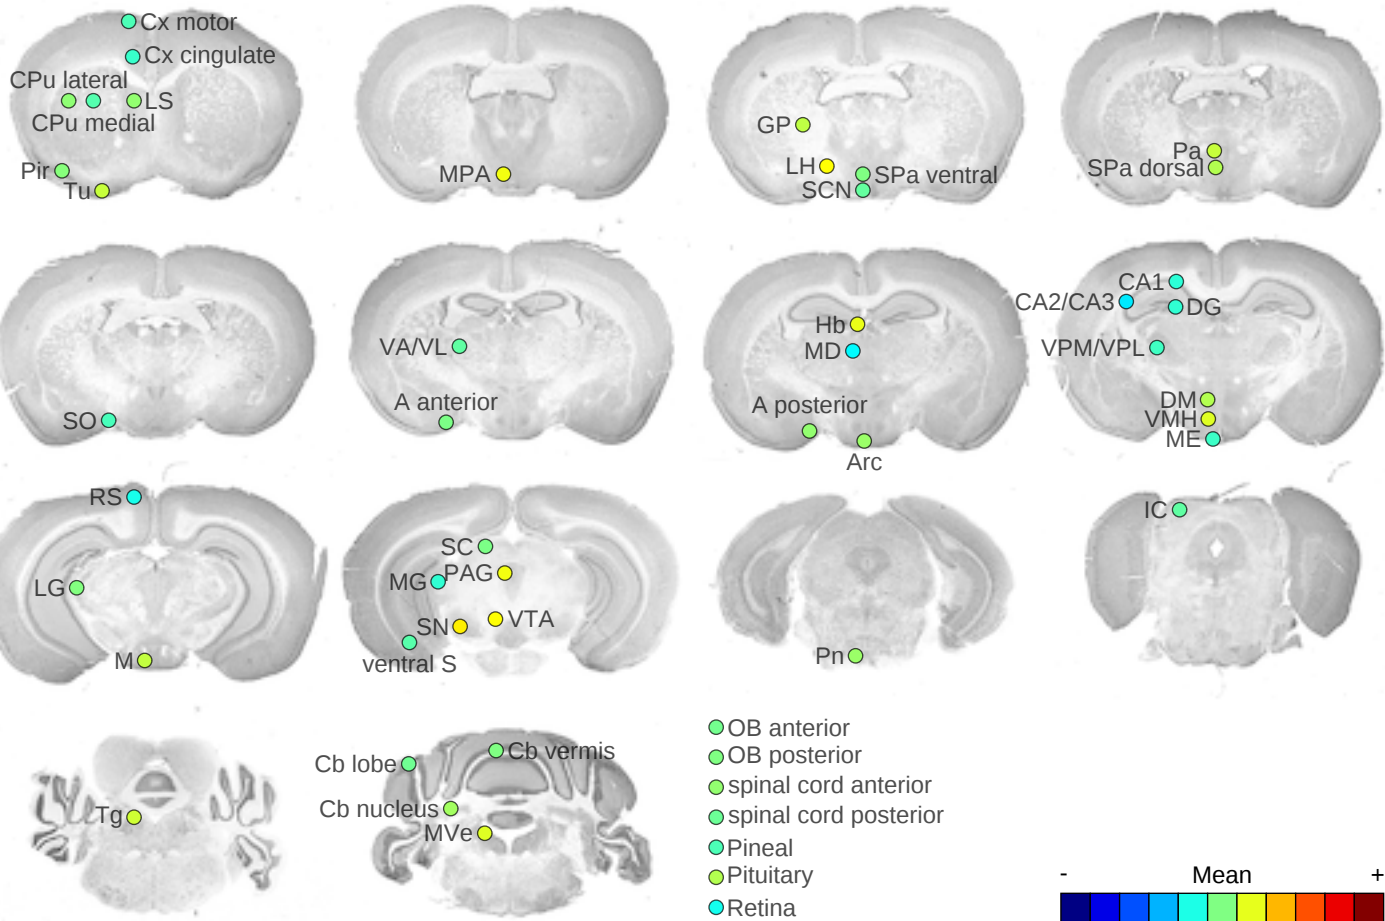 Cx motor
Cx cingulate
CPu lateral
LS
CPu medial
Pir
Tu
MPA
GP
LH
SPa ventral
SCN
Pa
SPa dorsal
SO
VA/VL
A anterior
Hb
MD
A posterior
Arc
CA1
CA2/CA3
DG
VPM/VPL
DM
VMH
ME
RS
LG
M
SC
MG
PAG
SN
VTA
ventral S
Pn
IC
Tg
Cb lobe
Cb vermis
Cb nucleus
MVe
OB anterior
OB posterior
spinal cord anterior
spinal cord posterior
Pineal
Pituitary
Retina
- Mean +